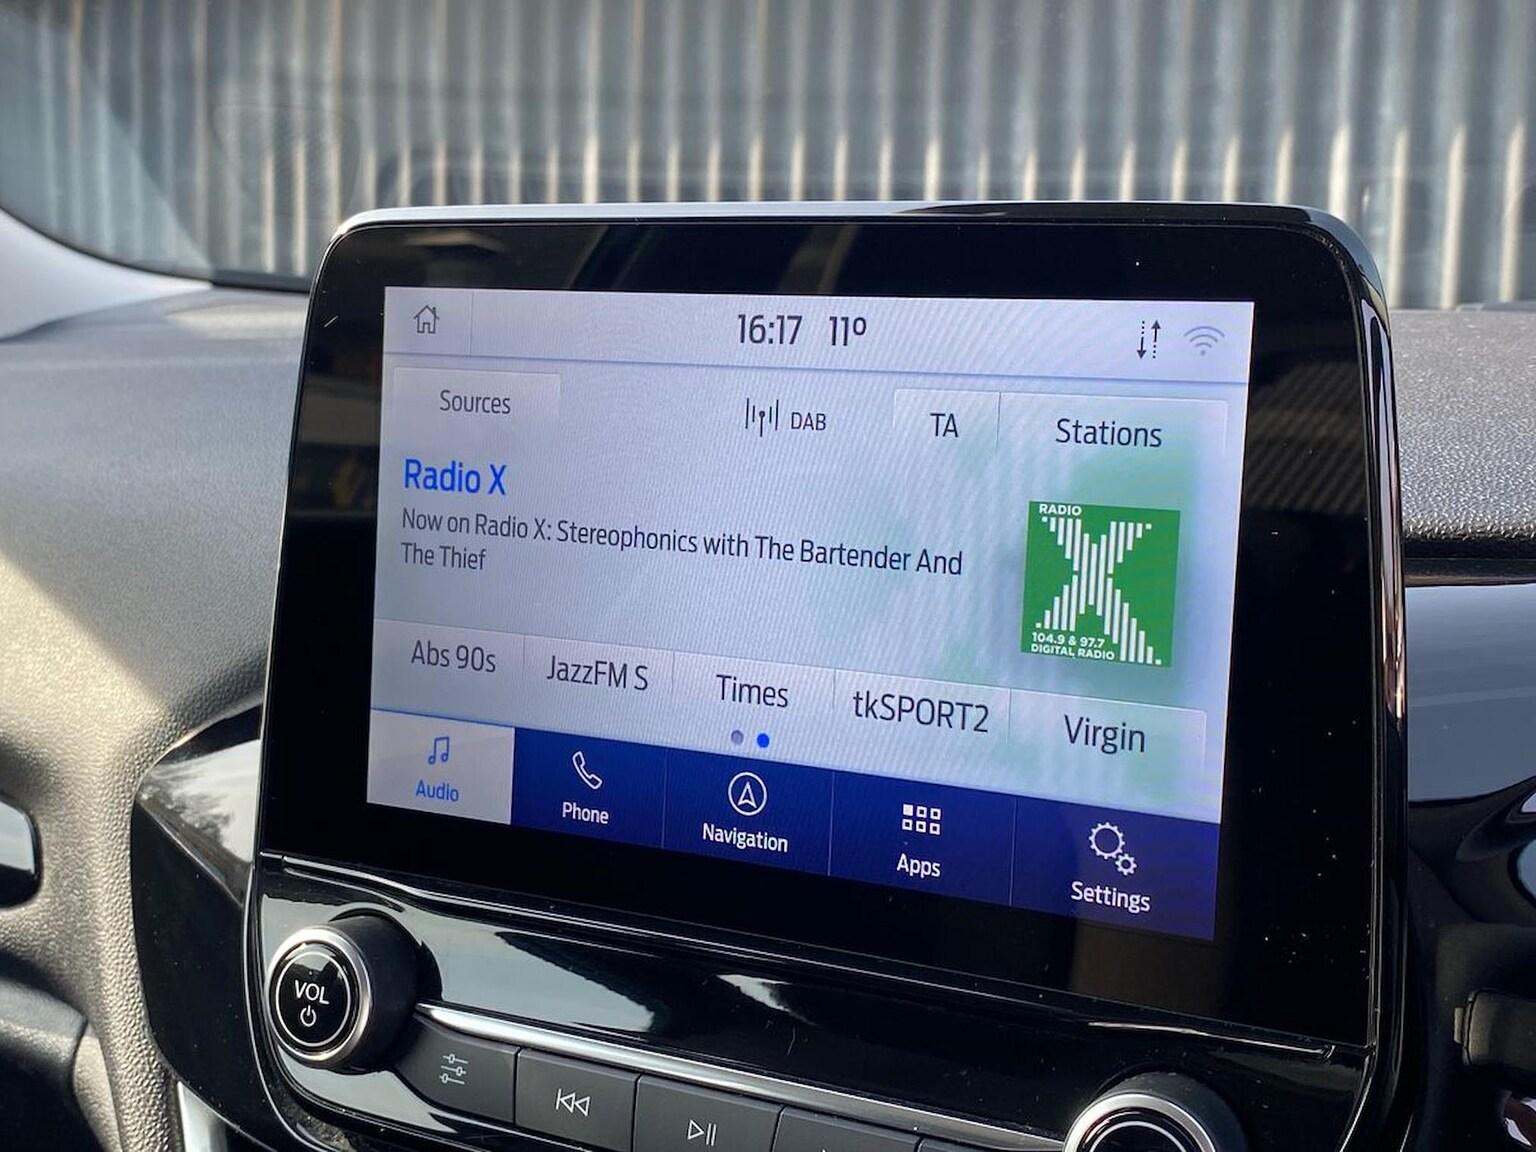 16:17 11º
Sources
DAB
TA
Stations
Radio X
Now on Radio X: Stereophonics with The Bartender And
The Thief
RADIO
X
104.9 & 97.7
DIGITAL RADIO
Abs 90s
JazzFM S
Times
tkSPORT2
Virgin
Audio
Phone
Navigation
Apps
Settings
VOL